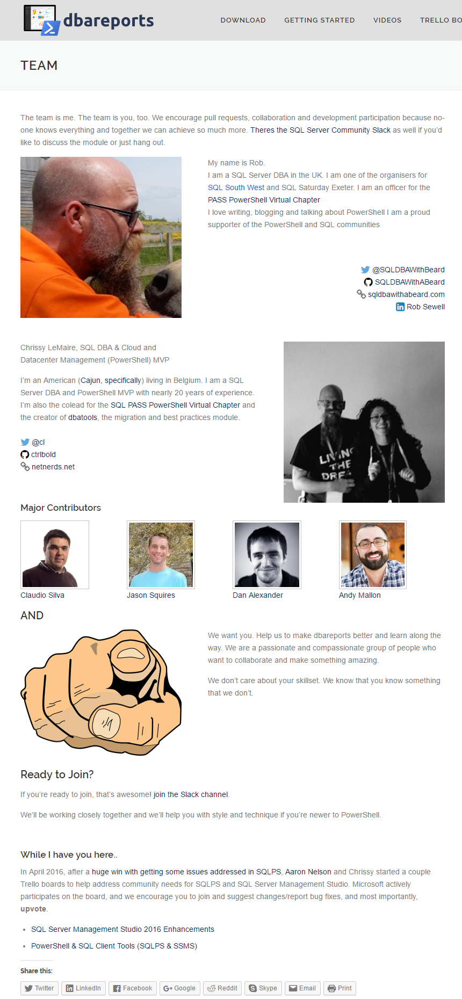 dbareports
DOWNLOAD GETTING STARTED VIDEOS TRELLO BO
TEAM
The team is me. The team is you, too. We encourage pull requests, collaboration and development participation because no-
one knows everything and together we can achieve so much more. Theres the SQL Server Community Slack as well if you'd
like to discuss the module or just hang out.
My name is Rob.
I am a SQL Server DBA in the UK. I am one of the organisers for
SQL South West and SQL Saturday Exeter. I am an officer for the
PASS PowerShell Virtual Chapter
I love writing, blogging and talking about PowerShell I am a proud
supporter of the PowerShell and SQL communities
@SQLDBAWithBeard
SQLDBAWithABeard
sqldbawithabeard.com
Rob Sewell
Chrissy LeMaire, SQL DBA & Cloud and
Datacenter Management (PowerShell) MVP
I'm an American (Cajun, specifically) living in Belgium. I am a SQL
Server DBA and PowerShell MVP with nearly 20 years of experience.
I'm also the colead for the SQL PASS PowerShell Virtual Chapter and
the creator of dbatools, the migration and best practices module.
@cl
ctrlbold
netnerds.net
LIVING
THE
DREA
Major Contributors
Claudio Silva
Jason Squires
Dan Alexander
Andy Mallon
AND
We want you. Help us to make dbareports better and learn along the
way. We are a passionate and compassionate group of people who
want to collaborate and make something amazing.
We don't care about your skillset. We know that you know something
that we don't.
Ready to Join?
If you're ready to join, that's awesome! join the Slack channel.
We'll be working closely together and we'll help you with style and technique if you're newer to PowerShell.
While I have you here..
In April 2016, after a huge win with getting some issues addressed in SQLPS, Aaron Nelson and Chrissy started a couple
Trello boards to help address community needs for SQLPS and SQL Server Management Studio. Microsoft actively
participates on the board, and we encourage you to join and suggest changes/report bug fixes, and most importantly,
upvote.
• SQL Server Management Studio 2016 Enhancements
• PowerShell & SQL Client Tools (SQLPS & SSMS)
Share this:
Twitter LinkedIn Facebook Google Reddit Skype Email Print